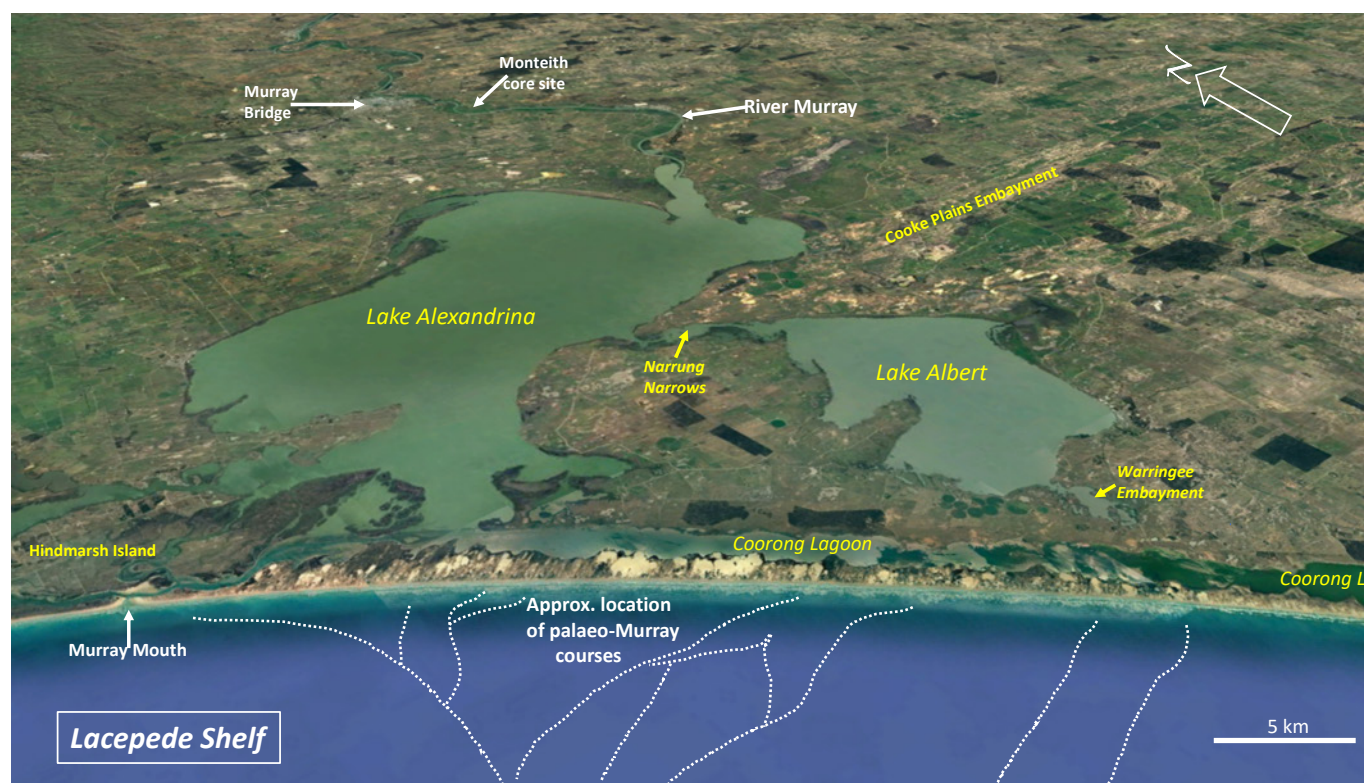 Monteith
core site
Murray
Bridge
River Murray
N
Cooke Plains Embayment
Lake Alexandrina
Narrung
Narrows
Lake Albert
Warringee
Embayment
Hindmarsh Island
Coorong Lagoon
Coorong L
Approx. location
of palaeo-Murray
courses
Murray Mouth
Lacepede Shelf
5 km